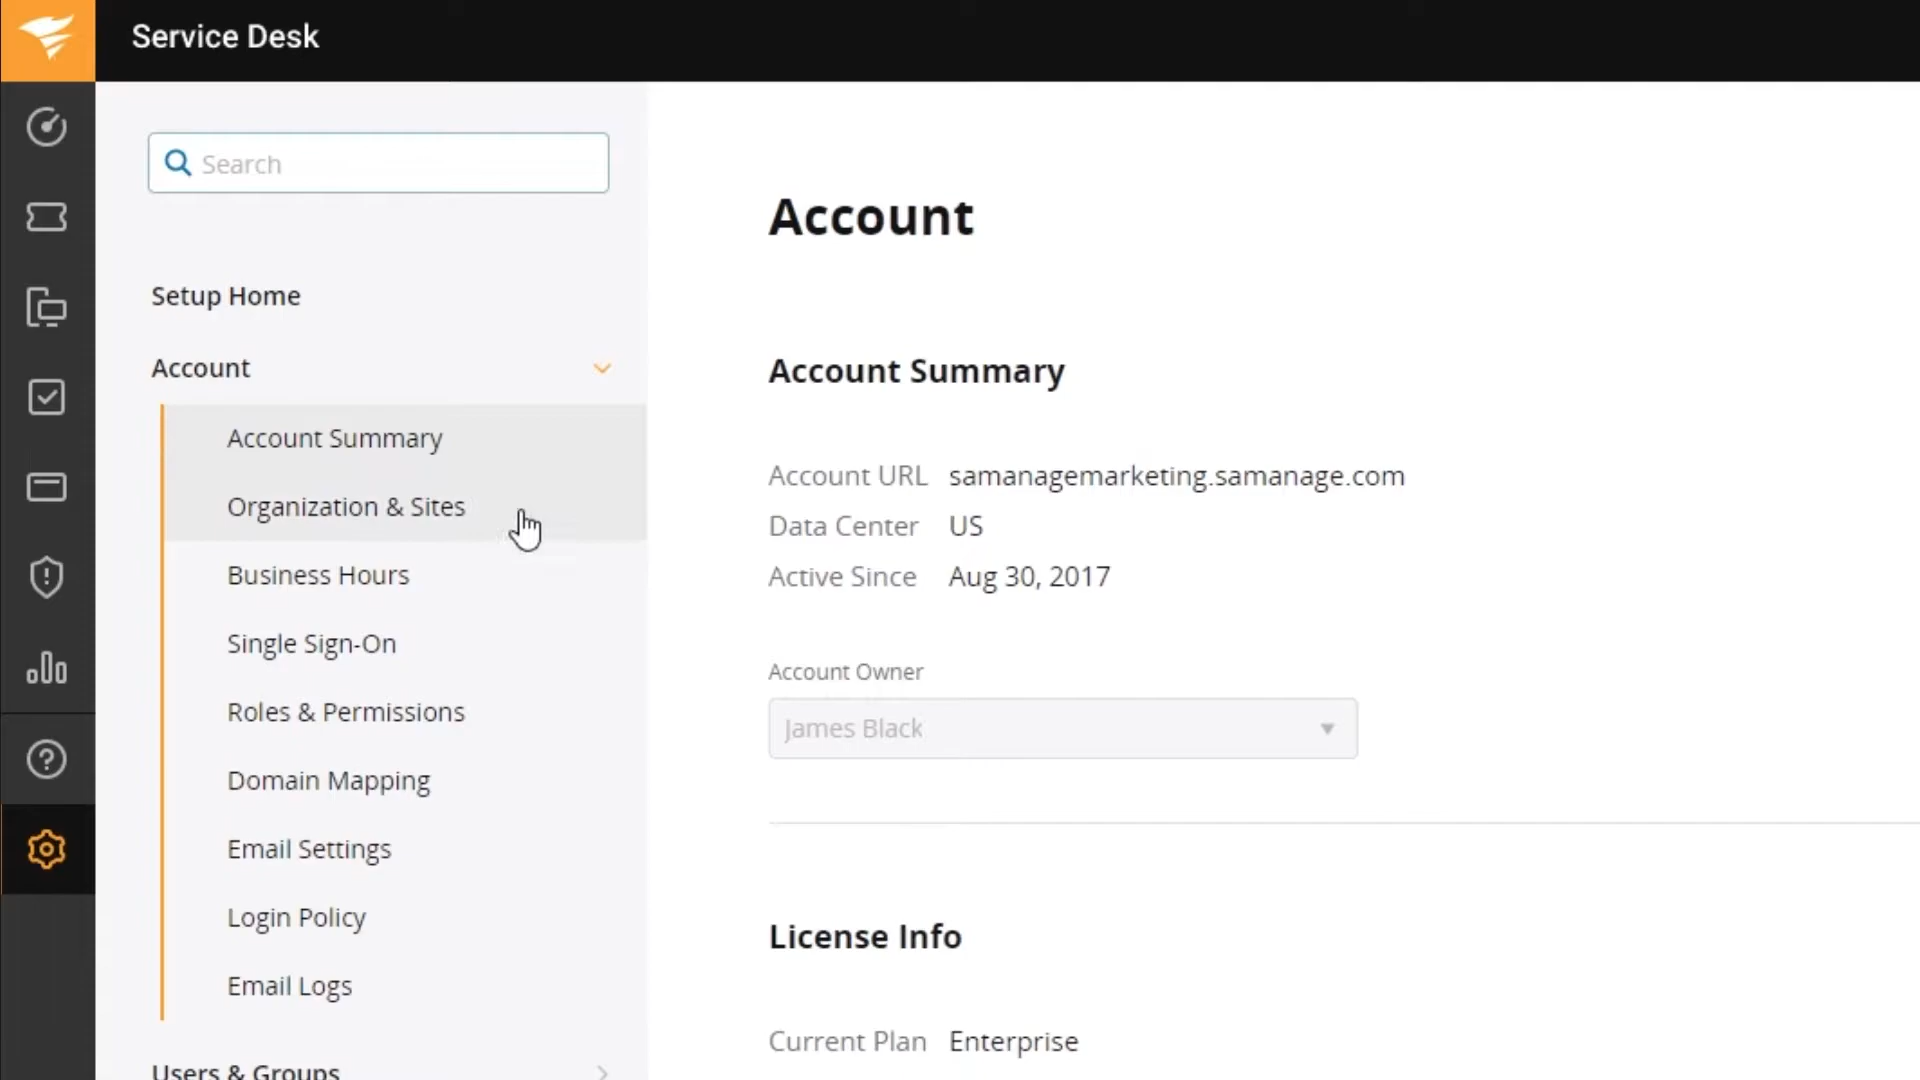 Service Desk
Search
Setup Home
Account
Account Summary
Organization & Sites
Business Hours
Single Sign-On
Roles & Permissions
Domain Mapping
Email Settings
Login Policy
Email Logs
Users & Groups
Account
Account Summary
Account URL samanagemarketing.samanage.com
Data Center US
Active Since Aug 30, 2017
Account Owner
James Black
License Info
Current Plan Enterprise